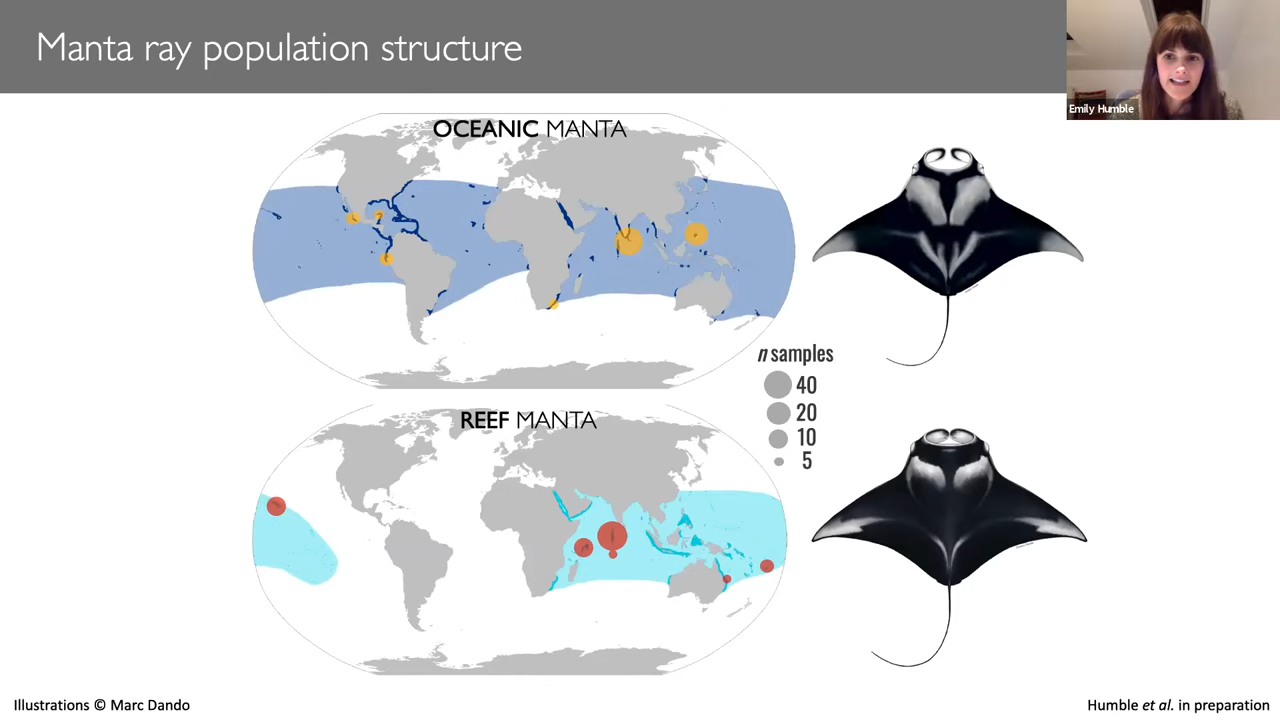 Manta ray population structure
Emily Humble
OCEANIC MANTA
n samples
40
20
10
5
REEF MANTA
Illustrations © Marc Dando
Humble et al. in preparation